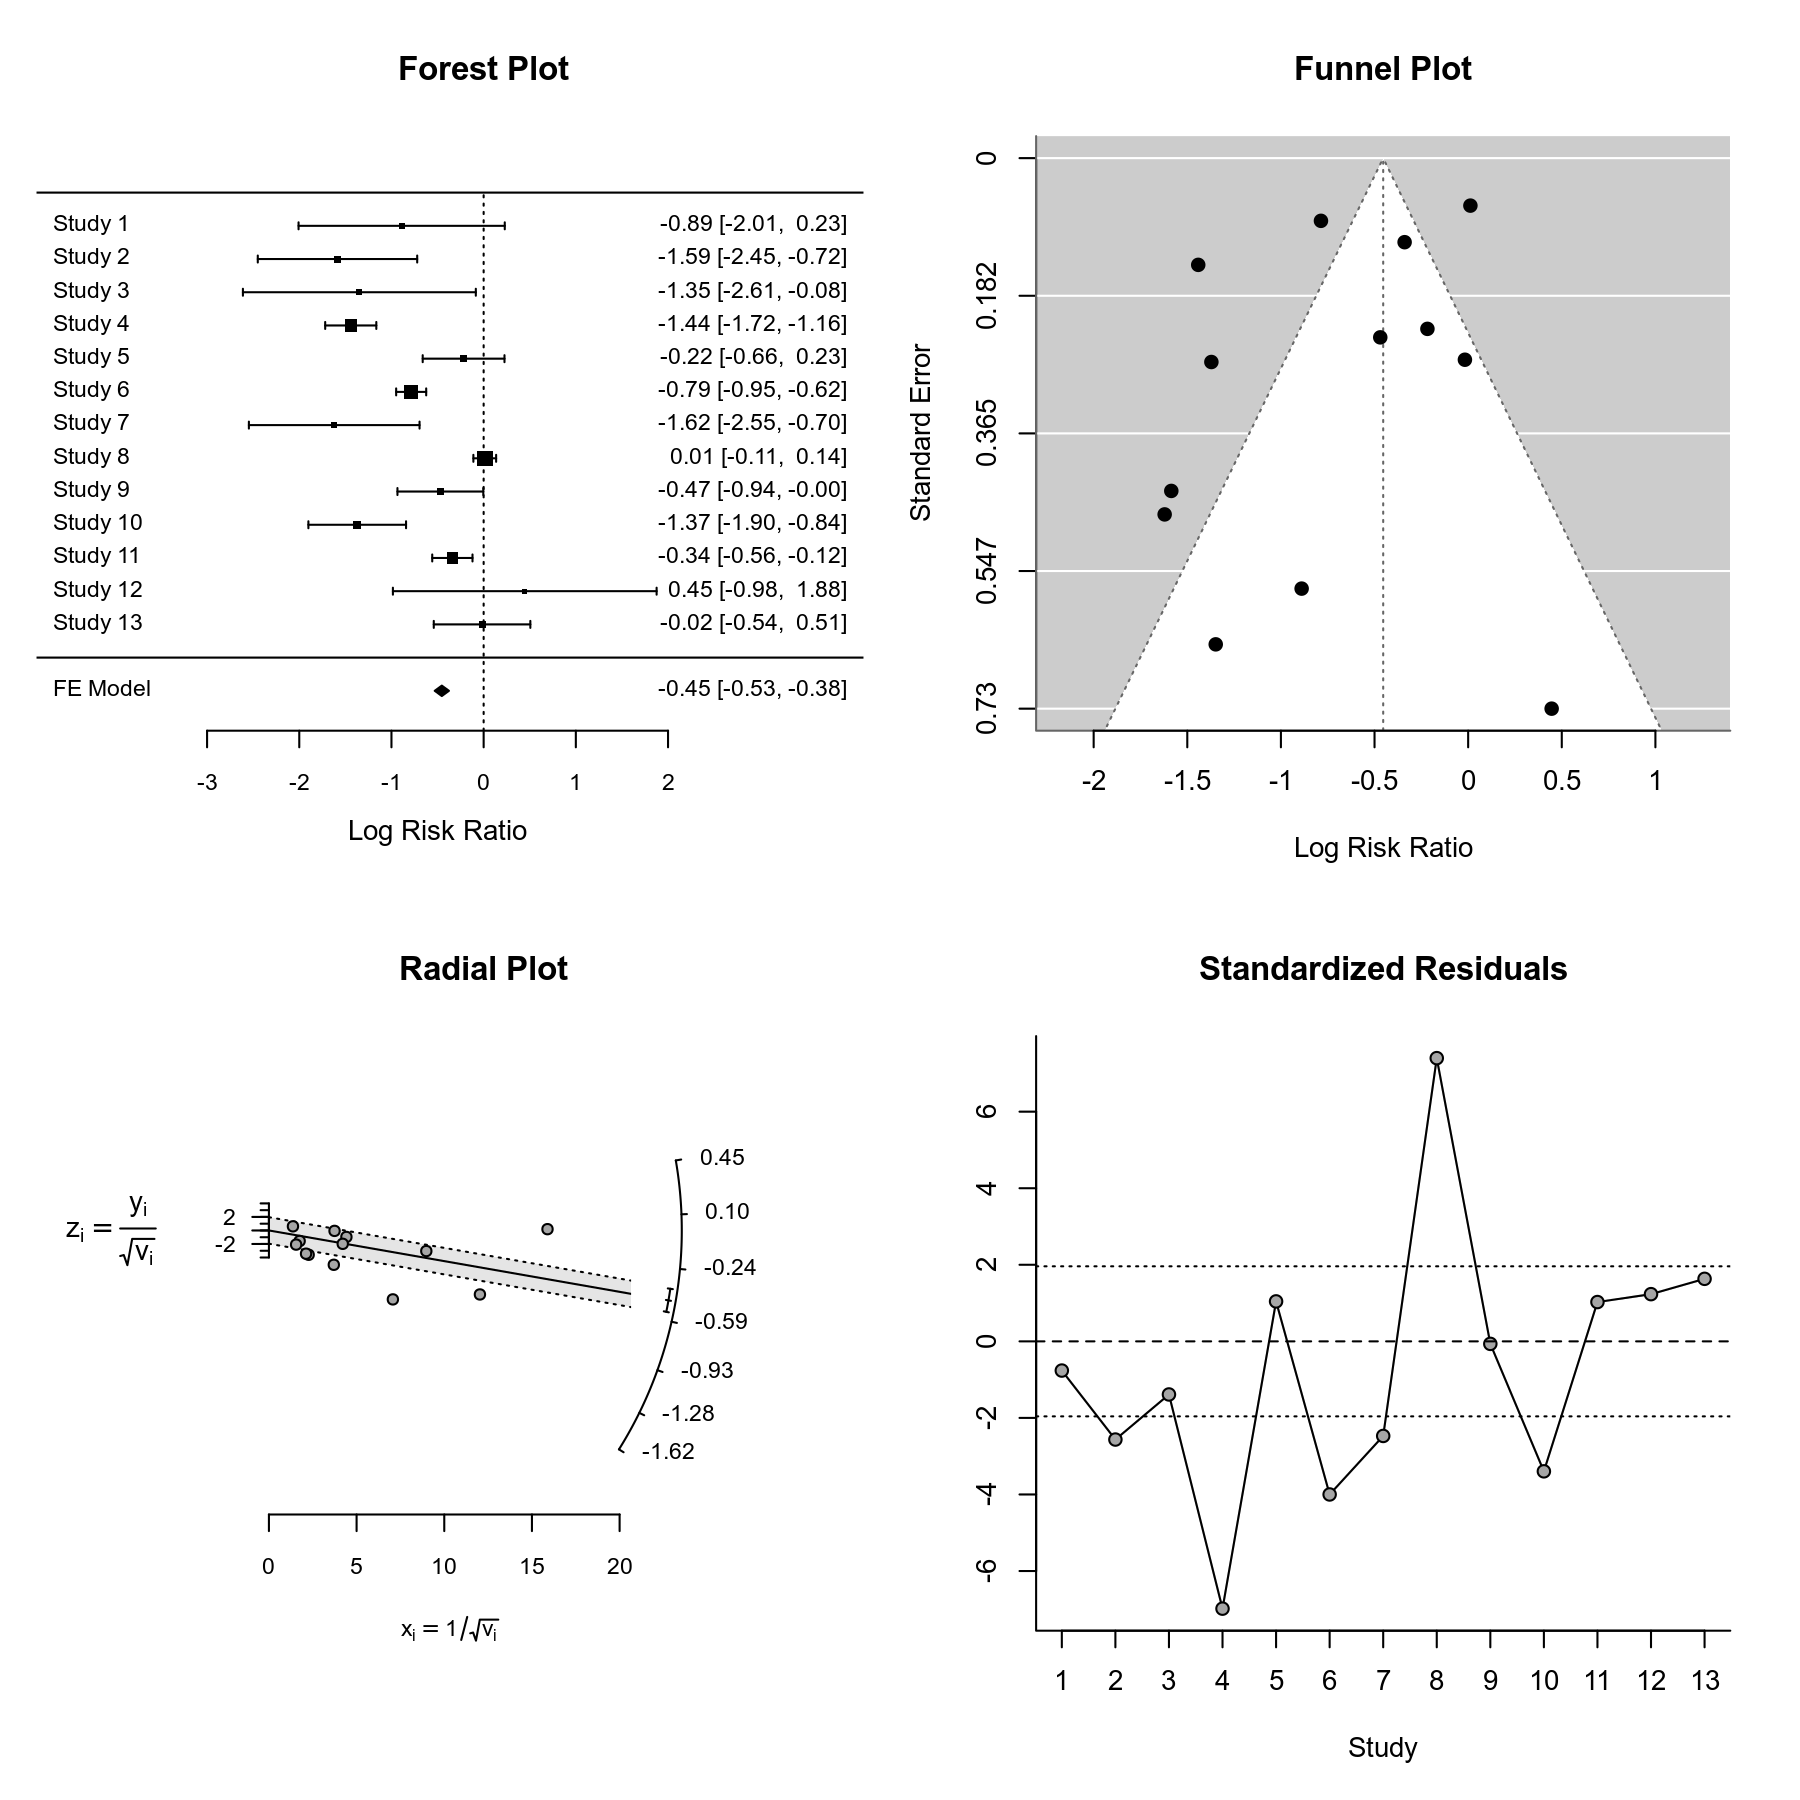 Forest Plot
Study 1 -0.89 [-2.01, 0.23]
Study 2 -1.59 [-2.45, -0.72]
Study 3 -1.35 [-2.61, -0.08]
Study 4 -1.44 [-1.72, -1.16]
Study 5 -0.22 [-0.66, 0.23]
Study 6 -0.79 [-0.95, -0.62]
Study 7 -1.62 [-2.55, -0.70]
Study 8 0.01 [-0.11, 0.14]
Study 9 -0.47 [-0.94, -0.00]
Study 10 -1.37 [-1.90, -0.84]
Study 11 -0.34 [-0.56, -0.12]
Study 12 0.45 [-0.98, 1.88]
Study 13 -0.02 [-0.54, 0.51]
FE Model -0.45 [-0.53, -0.38]
-3 -2 -1 0 1 2
Log Risk Ratio
Funnel Plot
Standard Error
0
0.182
0.365
0.547
0.73
-2 -1.5 -1 -0.5 0 0.5 1
Log Risk Ratio
Radial Plot
zᵢ = yᵢ / √vᵢ
2
-2
0.45
0.10
-0.24
-0.59
-0.93
-1.28
-1.62
0 5 10 15 20
xᵢ = 1/√vᵢ
Standardized Residuals
6
4
2
0
-2
-4
-6
1 2 3 4 5 6 7 8 9 10 11 12 13
Study